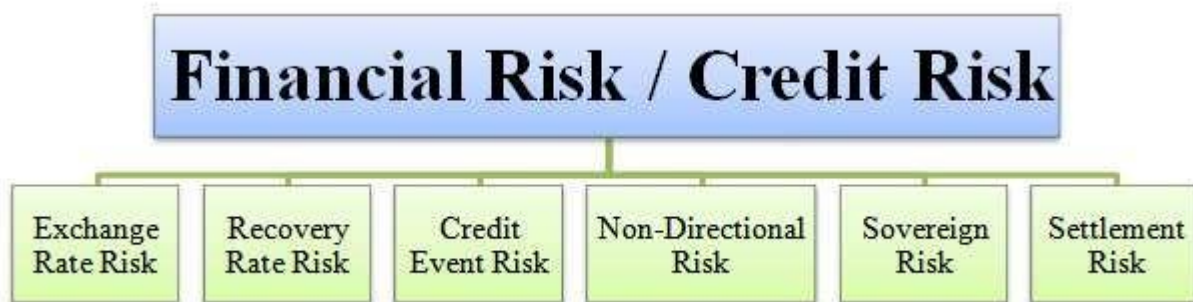 Financial Risk / Credit Risk
Exchange
Rate Risk
Recovery
Rate Risk
Credit
Event Risk
Non-Directional
Risk
Sovereign
Risk
Settlement
Risk